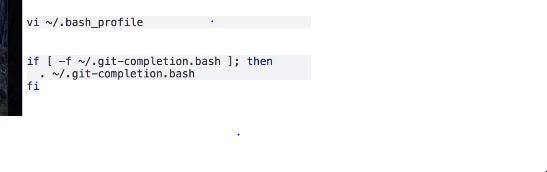 vi ~/.bash_profile
if [ -f ~/.git-completion.bash ]; then
. ~/.git-completion.bash
fi